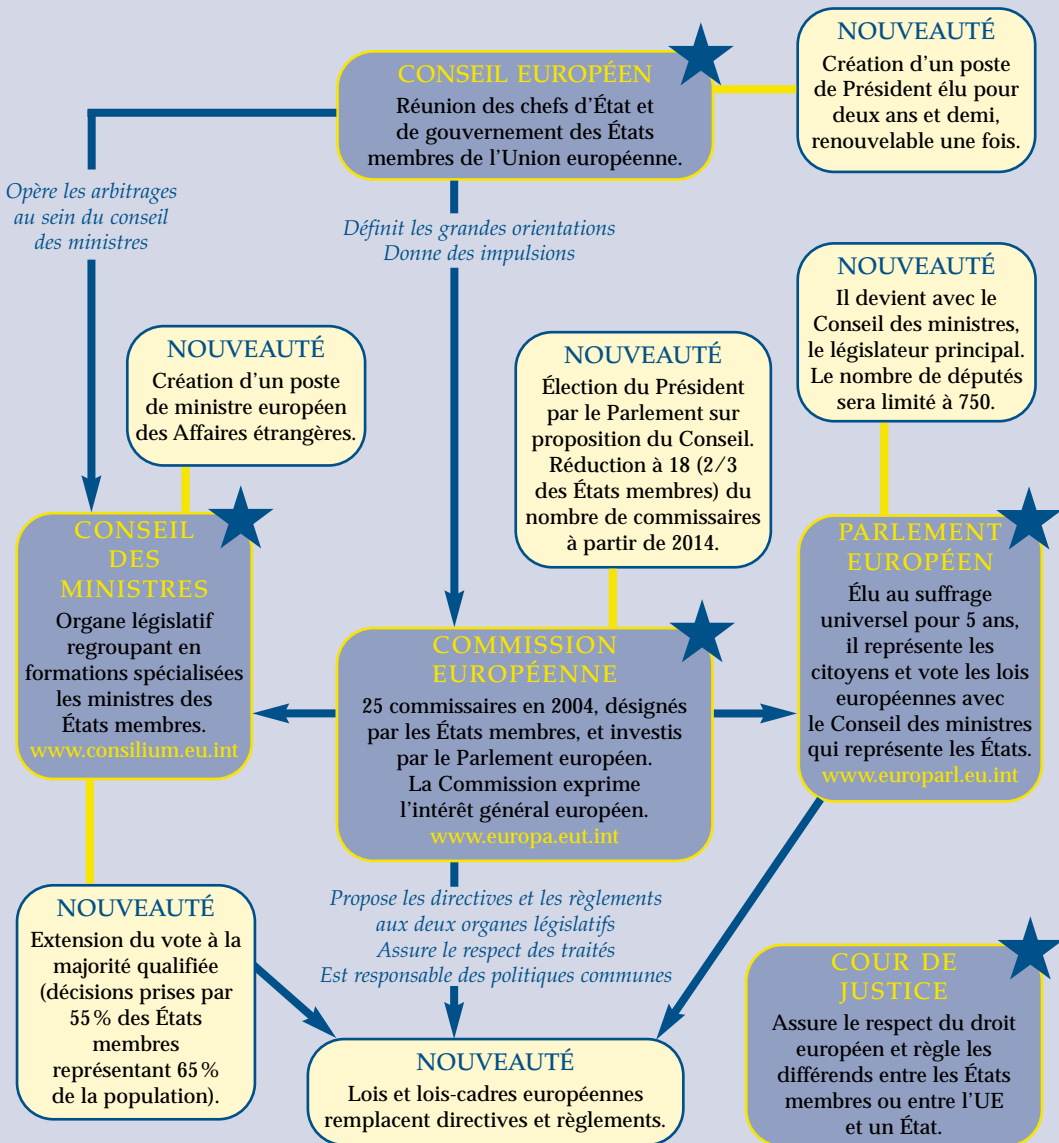 CONSEIL EUROPÉEN
Réunion des chefs d'État et
de gouvernement des États
membres de l'Union européenne.
NOUVEAUTÉ
Création d'un poste
de Président élu pour
deux ans et demi,
renouvelable une fois.
Opère les arbitrages
au sein du conseil
des ministres
Définit les grandes orientations
Donne des impulsions
NOUVEAUTÉ
Il devient avec le
Conseil des ministres,
le législateur principal.
Le nombre de députés
sera limité à 750.
NOUVEAUTÉ
Création d'un poste
de ministre européen
des Affaires étrangères.
NOUVEAUTÉ
Élection du Président
par le Parlement sur
proposition du Conseil.
Réduction à 18 (2/3
des États membres) du
nombre de commissaires
à partir de 2014.
CONSEIL
DES
MINISTRES
Organe législatif
regroupant en
formations spécialisées
les ministres des
États membres.
www.consilium.eu.int
COMMISSION
EUROPÉENNE
25 commissaires en 2004, désignés
par les États membres, et investis
par le Parlement européen.
La Commission exprime
l'intérêt général européen.
www.europa.eut.int
PARLEMENT
EUROPÉEN
Élu au suffrage
universel pour 5 ans,
il représente les
citoyens et vote les lois
européennes avec
le Conseil des ministres
qui représente les États.
www.europarl.eu.int
NOUVEAUTÉ
Extension du vote à la
majorité qualifiée
(décisions prises par
55% des États
membres
représentant 65%
de la population).
Propose les directives et les règlements
aux deux organes législatifs
Assure le respect des traités
Est responsable des politiques communes
NOUVEAUTÉ
Lois et lois-cadres européennes
remplacent directives et règlements.
COUR DE
JUSTICE
Assure le respect du droit
européen et règle les
différends entre les États
membres ou entre l'UE
et un État.